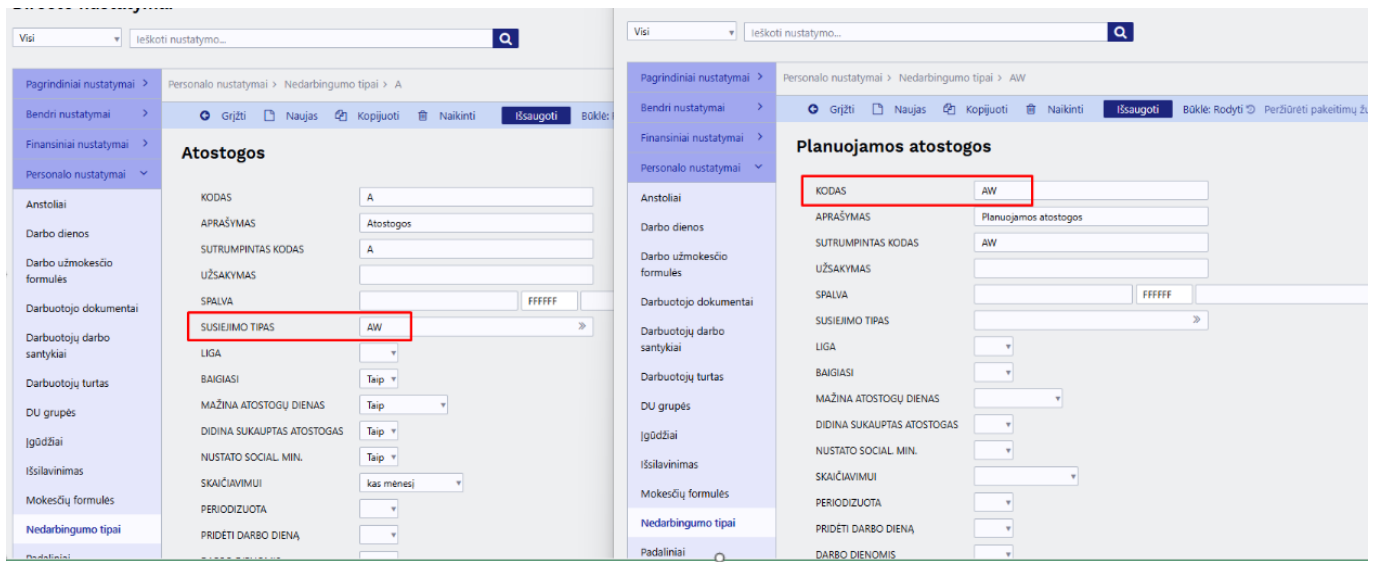 Visi
Ieškoti nustatymo...
Pagrindiniai nustatymai
Bendri nustatymai
Finansiniai nustatymai
Personalo nustatymai
Anstoliai
Darbo dienos
Darbo užmokesčio
formulės
Darbuotojo dokumentai
Darbuotojų darbo
santykiai
Darbuotojų turtas
DU grupės
Įgūdžiai
Išsilavinimas
Mokesčių formulės
Nedarbingumo tipai
Personalo nustatymai > Nedarbingumo tipai > A
Grįžti Naujas Kopijuoti Naikinti Išsaugoti Būklė:
Atostogos
KODAS A
APRAŠYMAS Atostogos
SUTRUMPINTAS KODAS A
UŽSAKYMAS
SPALVA FFFFFF
SUSIEJIMO TIPAS AW
LIGA
BAIGIASI Taip
MAŽINA ATOSTOGŲ DIENAS Taip
DIDINA SUKAUPTAS ATOSTOGAS Taip
NUSTATO SOCIAL. MIN. Taip
SKAIČIAVIMUI kas mėnesį
PERIODIZUOTA
PRIDĖTI DARBO DIENĄ
Visi
Ieškoti nustatymo...
Pagrindiniai nustatymai
Bendri nustatymai
Finansiniai nustatymai
Personalo nustatymai
Anstoliai
Darbo dienos
Darbo užmokesčio
formulės
Darbuotojo dokumentai
Darbuotojų darbo
santykiai
Darbuotojų turtas
DU grupės
Įgūdžiai
Išsilavinimas
Mokesčių formulės
Nedarbingumo tipai
Padaliniai
Personalo nustatymai > Nedarbingumo tipai > AW
Grįžti Naujas Kopijuoti Naikinti Išsaugoti Būklė: Rodyti Peržiūrėti pakeitimų
Planuojamos atostogos
KODAS AW
APRAŠYMAS Planuojamos atostogos
SUTRUMPINTAS KODAS AW
UŽSAKYMAS
SPALVA FFFFFF
SUSIEJIMO TIPAS
LIGA
BAIGIASI
MAŽINA ATOSTOGŲ DIENAS
DIDINA SUKAUPTAS ATOSTOGAS
NUSTATO SOCIAL. MIN.
SKAIČIAVIMUI
PERIODIZUOTA
PRIDĖTI DARBO DIENĄ
DARBO DIENOMIS